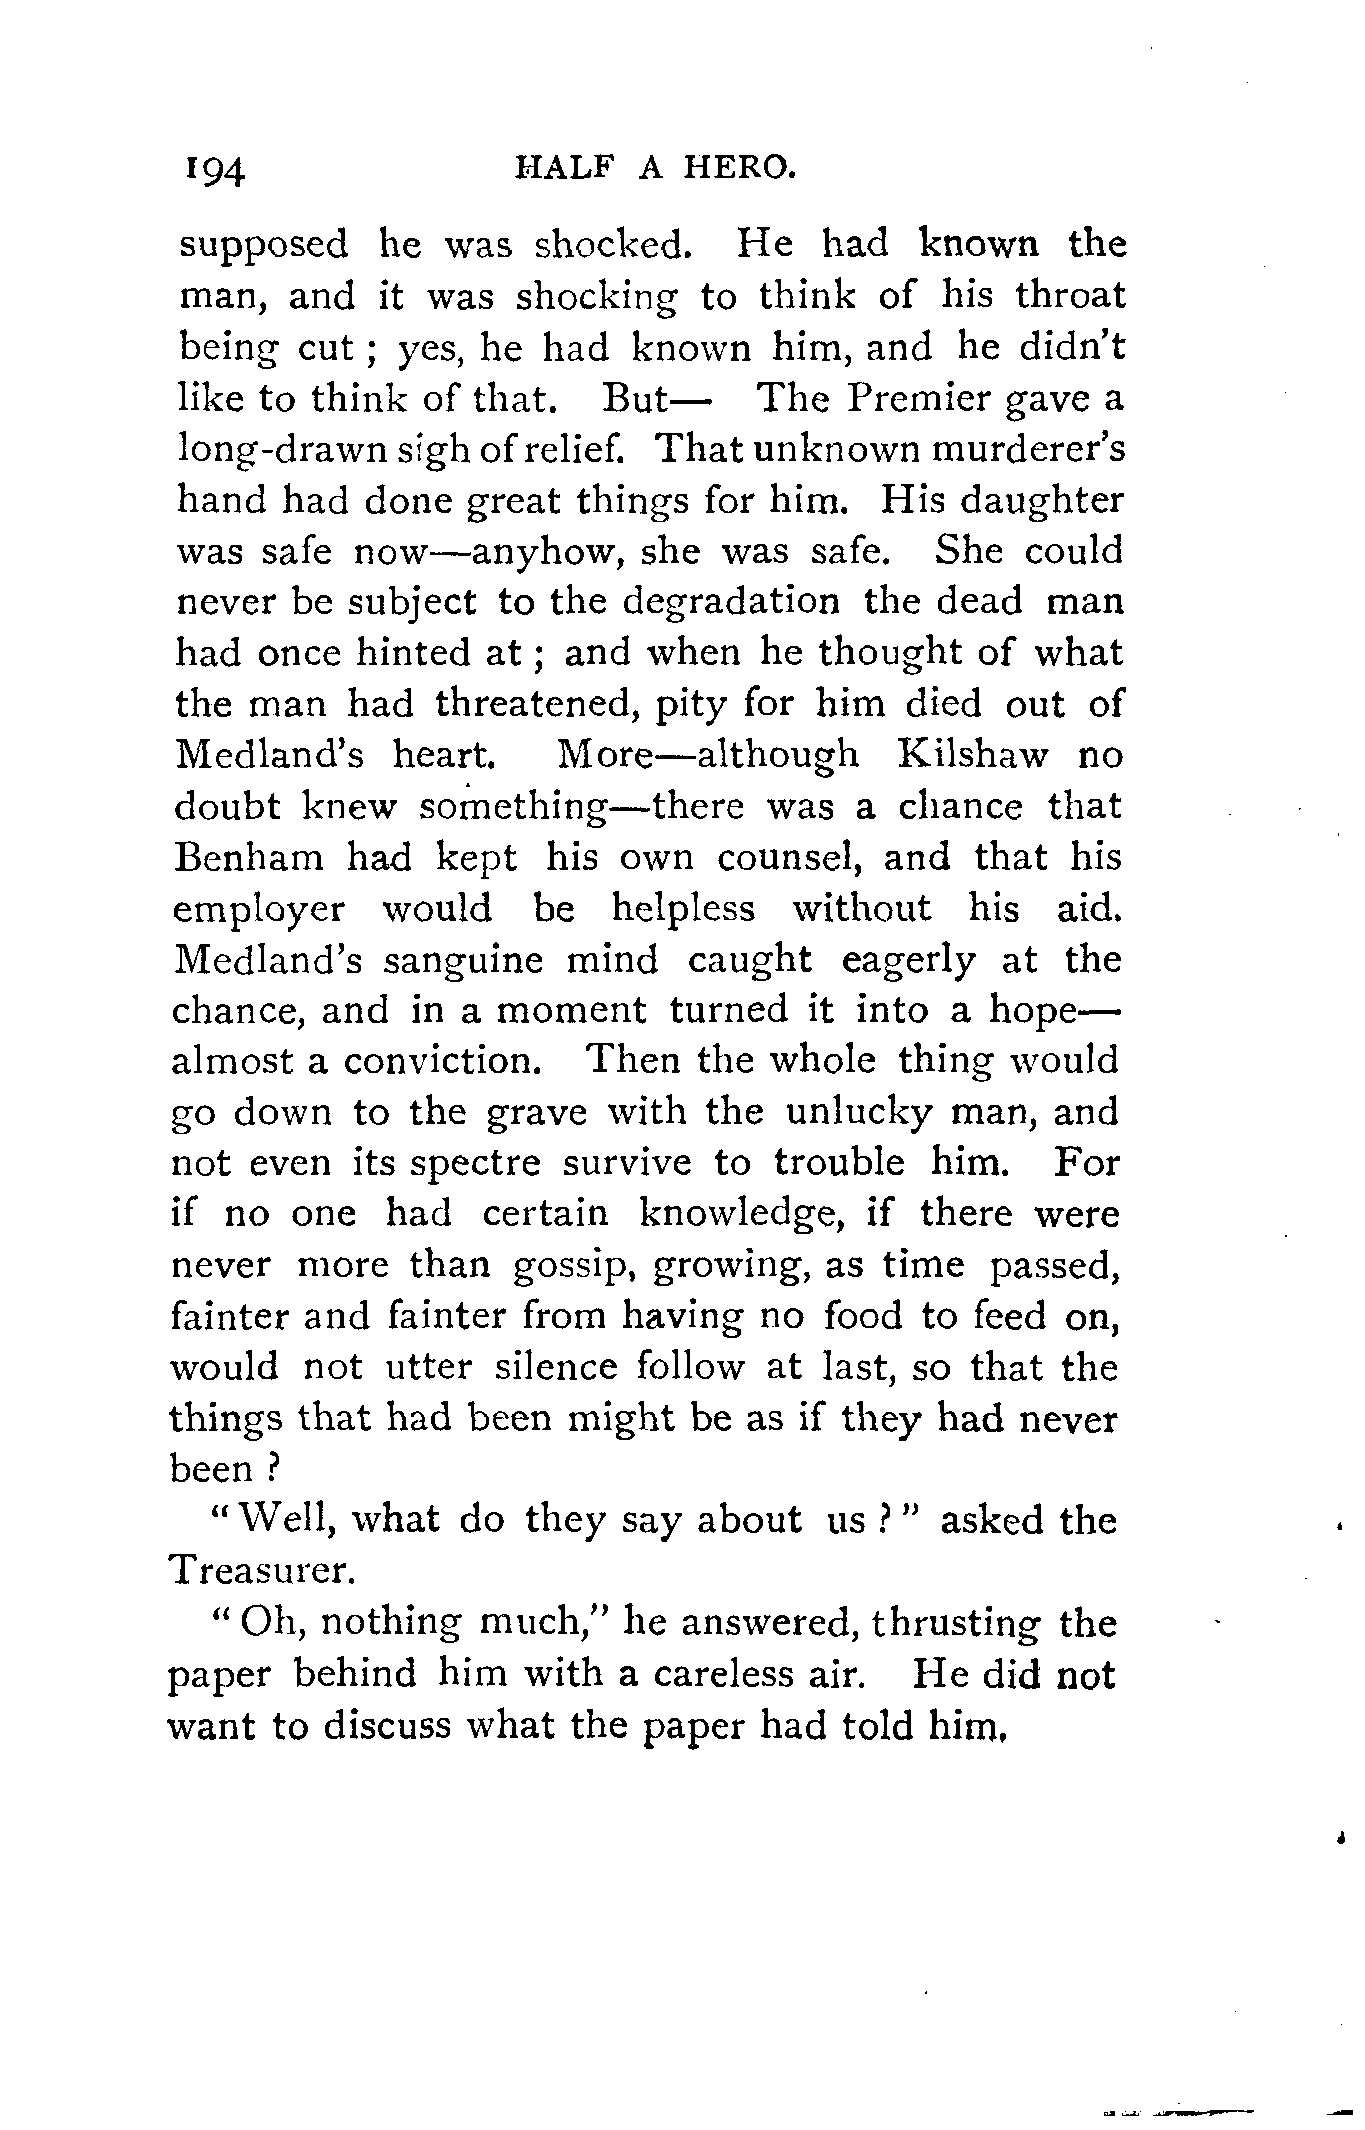 194 HALF A HERO.
supposed he was shocked. He had known the
man, and it was shocking to think of his throat
being cut ; yes, he had known him, and he didn't
like to think of that. But— The Premier gave a
long-drawn sigh of relief. That unknown murderer's
hand had done great things for him. His daughter
was safe now—anyhow, she was safe. She could
never be subject to the degradation the dead man
had once hinted at ; and when he thought of what
the man had threatened, pity for him died out of
Medland's heart. More—although Kilshaw no
doubt knew something—there was a chance that
Benham had kept his own counsel, and that his
employer would be helpless without his aid.
Medland's sanguine mind caught eagerly at the
chance, and in a moment turned it into a hope—
almost a conviction. Then the whole thing would
go down to the grave with the unlucky man, and
not even its spectre survive to trouble him. For
if no one had certain knowledge, if there were
never more than gossip, growing, as time passed,
fainter and fainter from having no food to feed on,
would not utter silence follow at last, so that the
things that had been might be as if they had never
been ?
" Well, what do they say about us ? " asked the
Treasurer.
" Oh, nothing much," he answered, thrusting the
paper behind him with a careless air. He did not
want to discuss what the paper had told him.